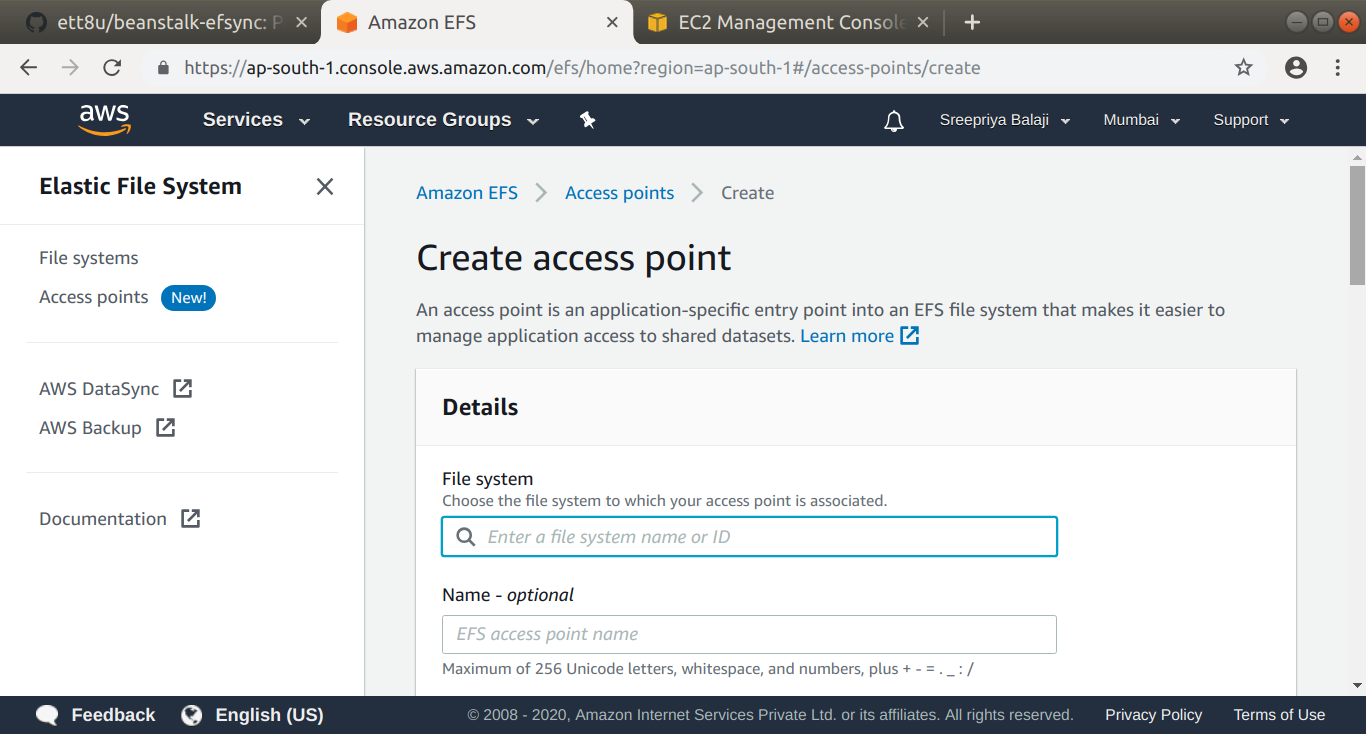 ett8u/beanstalk-efsync: P
Amazon EFS
EC2 Management Console
https://ap-south-1.console.aws.amazon.com/efs/home?region=ap-south-1#/access-points/create
aws
Services
Resource Groups
Sreepriya Balaji
Mumbai
Support
Elastic File System
File systems
Access points New!
AWS DataSync
AWS Backup
Documentation
Amazon EFS
Access points
Create
Create access point
An access point is an application-specific entry point into an EFS file system that makes it easier to
manage application access to shared datasets. Learn more
Details
File system
Choose the file system to which your access point is associated.
Enter a file system name or ID
Name - optional
EFS access point name
Maximum of 256 Unicode letters, whitespace, and numbers, plus + - = . _ : /
Feedback
English (US)
© 2008 - 2020, Amazon Internet Services Private Ltd. or its affiliates. All rights reserved.
Privacy Policy
Terms of Use